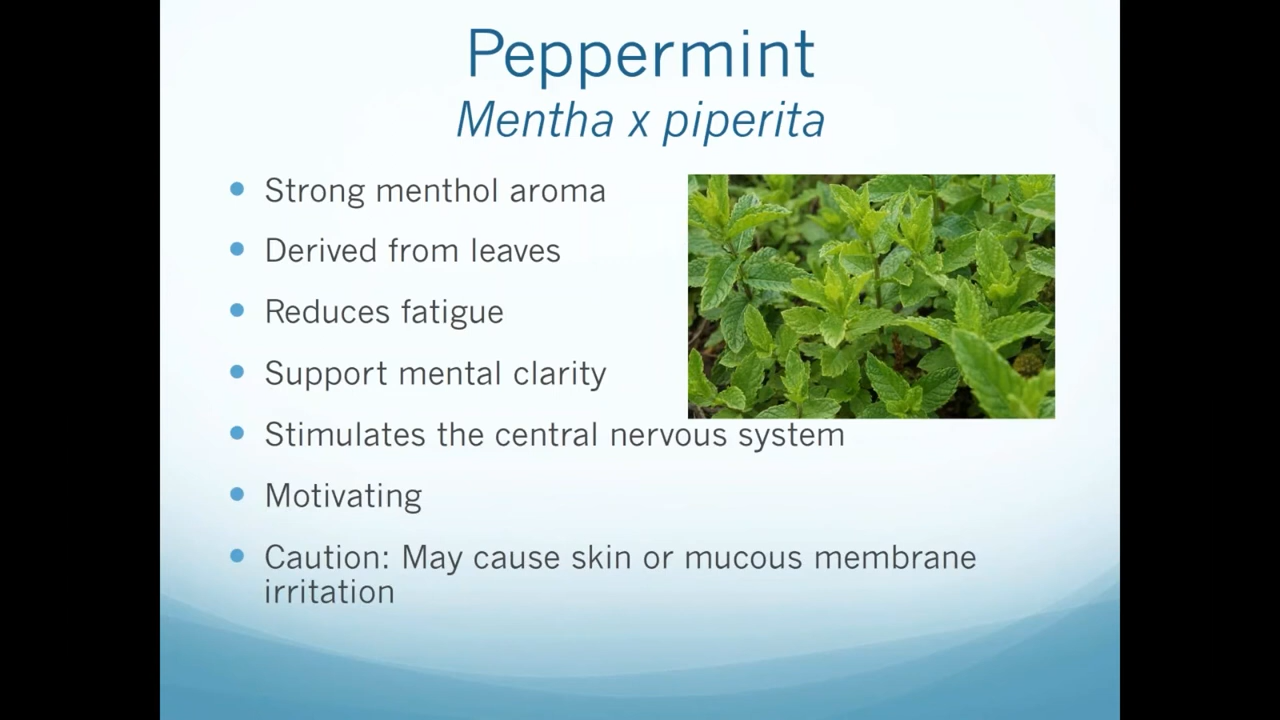 Peppermint
Mentha x piperita
Strong menthol aroma
Derived from leaves
Reduces fatigue
Support mental clarity
Stimulates the central nervous system
Motivating
Caution: May cause skin or mucous membrane
irritation